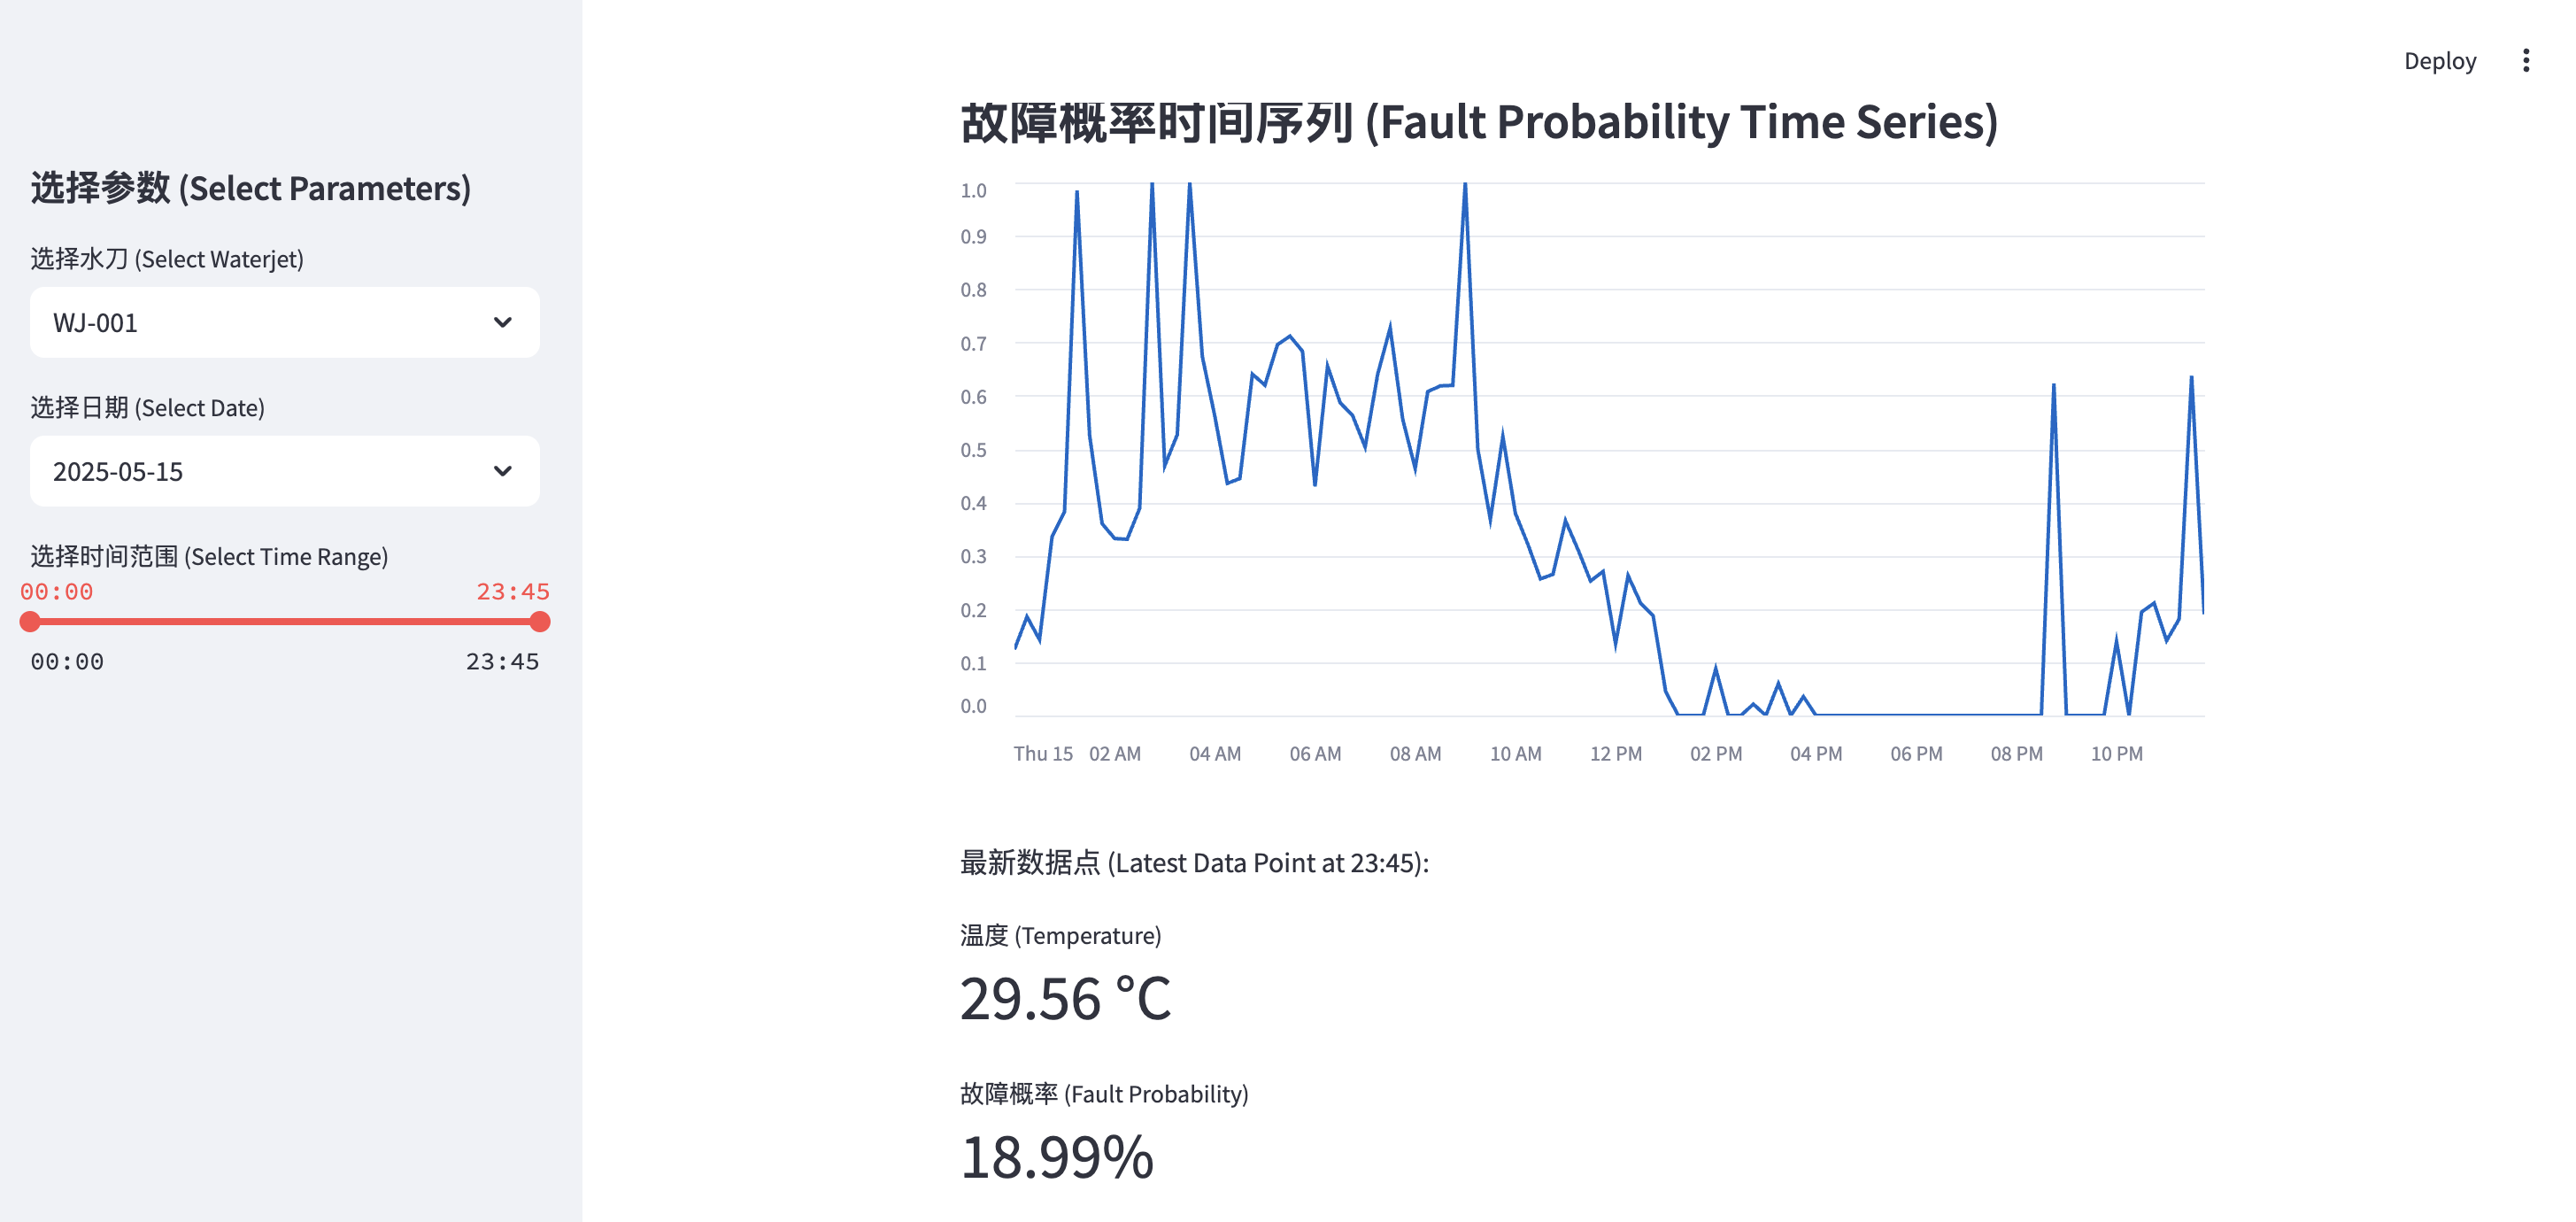 Deploy
选择参数 (Select Parameters)
选择水刀 (Select Waterjet)
WJ-001
选择日期 (Select Date)
2025-05-15
选择时间范围 (Select Time Range)
00:00 23:45
00:00 23:45
故障概率时间序列 (Fault Probability Time Series)
1.0
0.9
0.8
0.7
0.6
0.5
0.4
0.3
0.2
0.1
0.0
Thu 15 02 AM 04 AM 06 AM 08 AM 10 AM 12 PM 02 PM 04 PM 06 PM 08 PM 10 PM
最新数据点 (Latest Data Point at 23:45):
温度 (Temperature)
29.56 °C
故障概率 (Fault Probability)
18.99%